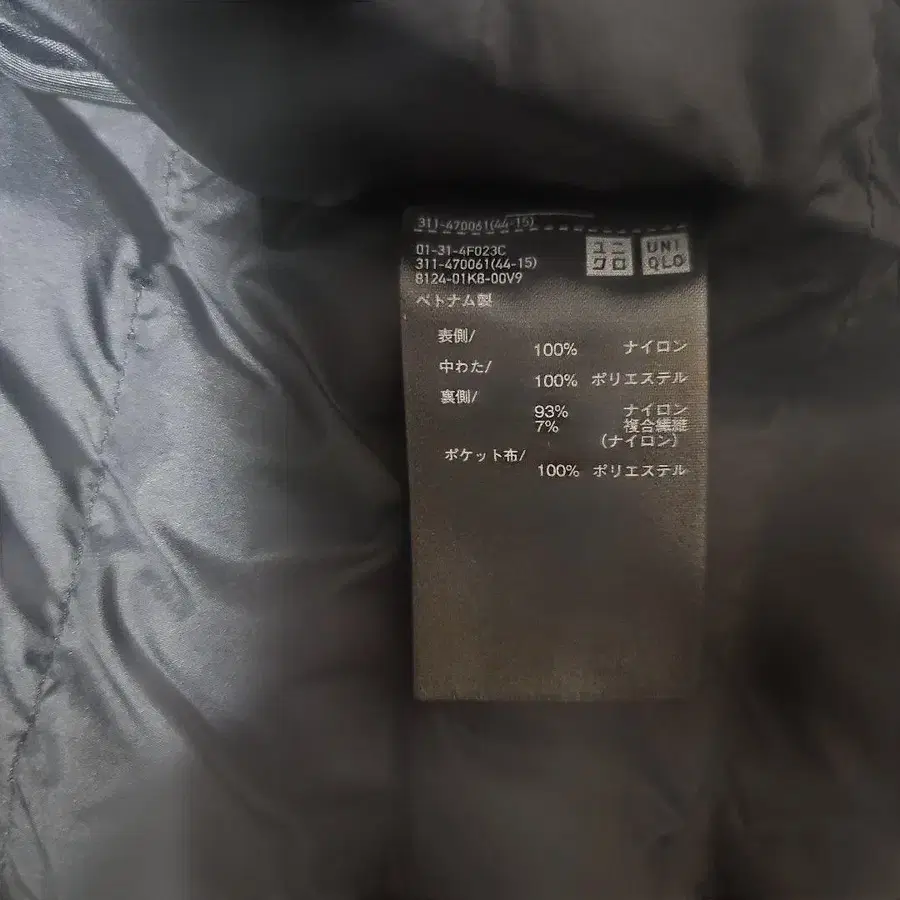 311-470061(44-15)
01-31-4F023C
311-470061(44-15)
8124-01K8-00V9
ユニ
クロ
UNI
QLO
ベトナム製
表側/
100% ナイロン
中わた/
100% ポリエステル
裏側/
93% ナイロン
7% 複合繊維
(ナイロン)
ポケット布/
100% ポリエステル